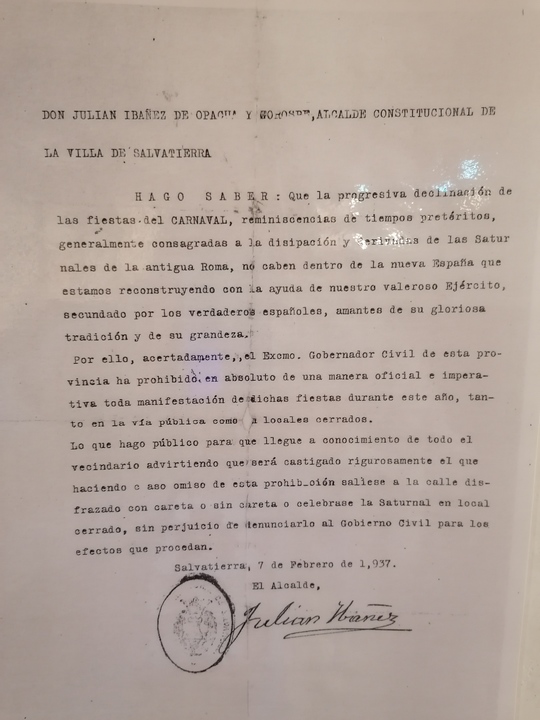 DON JULIAN IBAÑEZ DE OPACUA Y GOROSPE,ALCALDE CONSTITUCIONAL DE
LA VILLA DE SALVATIERRA
H A G O S A B E R : Que la progresiva declinación de
las fiestas del CARNAVAL, reminiscencias de tiempos pretéritos,
generalmente consagradas a la disipación y derivadas de las Satur
nales de la antigua Roma, no caben dentro de la nueva España que
estamos reconstruyendo con la ayuda de nuestro valeroso Ejército,
secundado por los verdaderos españoles, amantes de su gloriosa
tradición y de su grandeza.
Por ello, acertadamente, el Excmo. Gobernador Civil de esta pro-
vincia ha prohibido en absoluto de una manera oficial e impera-
tiva toda manifestación de dichas fiestas durante este año, tan-
to en la vía pública como a locales cerrados.
Lo que hago público para que llegue a conocimiento de todo el
vecindario advirtiendo que será castigado rigurosamente el que
haciendo c aso omiso de esta prohibición saliese a la calle dis-
frazado con careta o sin careta o celebrase la Saturnal en local
cerrado, sin perjuicio de denunciarlo al Gobierno Civil para los
efectos que procedan.
Salvatierra, 7 de Febrero de 1,937.
El Alcalde,
Julian Ibañez